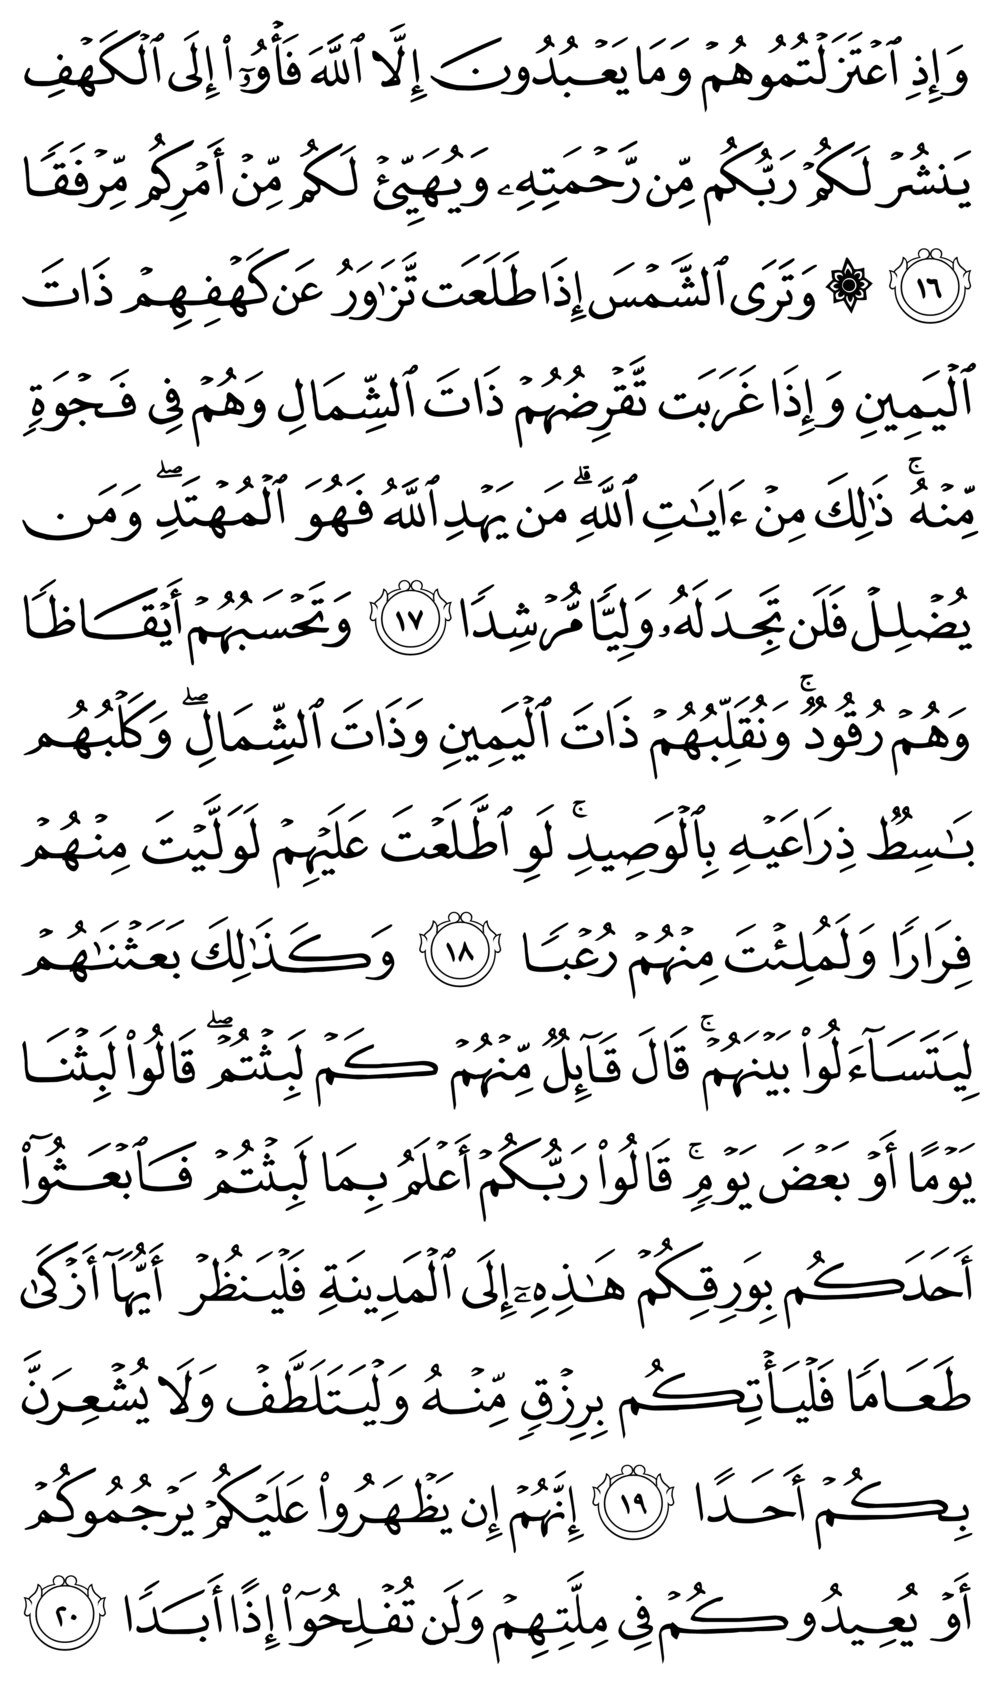 وَإِذِ ٱعۡتَزَلۡتُمُوهُمۡ وَمَا يَعۡبُدُونَ إِلَّا ٱللَّهَ فَأۡوُۥٓاْ إِلَى ٱلۡكَهۡفِ
يَنشُرۡ لَكُمۡ رَبُّكُم مِّن رَّحۡمَتِهِۦ وَيُهَيِّئۡ لَكُم مِّنۡ أَمۡرِكُم مِّرۡفَقٗا
١٦ ۞ وَتَرَى ٱلشَّمۡسَ إِذَا طَلَعَت تَّزَٰوَرُ عَن كَهۡفِهِمۡ ذَاتَ
ٱلۡيَمِينِ وَإِذَا غَرَبَت تَّقۡرِضُهُمۡ ذَاتَ ٱلشِّمَالِ وَهُمۡ فِي فَجۡوَةٖ
مِّنۡهُۚ ذَٰلِكَ مِنۡ ءَايَٰتِ ٱللَّهِۗ مَن يَهۡدِ ٱللَّهُ فَهُوَ ٱلۡمُهۡتَدِۖ وَمَن
يُضۡلِلۡ فَلَن تَجِدَ لَهُۥ وَلِيّٗا مُّرۡشِدٗا ١٧ وَتَحۡسَبُهُمۡ أَيۡقَاظٗا
وَهُمۡ رُقُودٞۚ وَنُقَلِّبُهُمۡ ذَاتَ ٱلۡيَمِينِ وَذَاتَ ٱلشِّمَالِۖ وَكَلۡبُهُم
بَٰسِطٞ ذِرَاعَيۡهِ بِٱلۡوَصِيدِۚ لَوِ ٱطَّلَعۡتَ عَلَيۡهِمۡ لَوَلَّيۡتَ مِنۡهُمۡ
فِرَارٗا وَلَمُلِئۡتَ مِنۡهُمۡ رُعۡبٗا ١٨ وَكَذَٰلِكَ بَعَثۡنَٰهُمۡ
لِيَتَسَآءَلُواْ بَيۡنَهُمۡۚ قَالَ قَآئِلٞ مِّنۡهُمۡ كَمۡ لَبِثۡتُمۡۖ قَالُواْ لَبِثۡنَا
يَوۡمًا أَوۡ بَعۡضَ يَوۡمٖۚ قَالُواْ رَبُّكُمۡ أَعۡلَمُ بِمَا لَبِثۡتُمۡ فَٱبۡعَثُوٓاْ
أَحَدَكُم بِوَرِقِكُمۡ هَٰذِهِۦٓ إِلَى ٱلۡمَدِينَةِ فَلۡيَنظُرۡ أَيُّهَآ أَزۡكَىٰ
طَعَامٗا فَلۡيَأۡتِكُم بِرِزۡقٖ مِّنۡهُ وَلۡيَتَلَطَّفۡ وَلَا يُشۡعِرَنَّ
بِكُمۡ أَحَدًا ١٩ إِنَّهُمۡ إِن يَظۡهَرُواْ عَلَيۡكُمۡ يَرۡجُمُوكُمۡ
أَوۡ يُعِيدُوكُمۡ فِي مِلَّتِهِمۡ وَلَن تُفۡلِحُوٓاْ إِذًا أَبَدٗا ٢٠